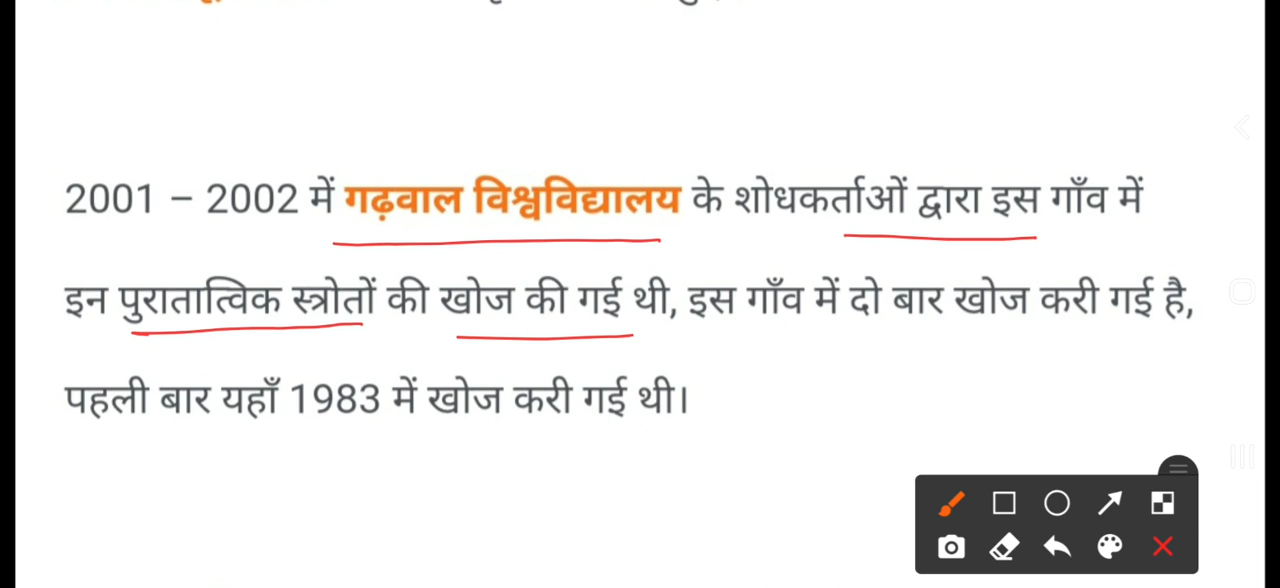 2001 – 2002 में गढ़वाल विश्वविद्यालय के शोधकर्ताओं द्वारा इस गाँव में
इन पुरातात्विक स्त्रोतों की खोज की गई थी, इस गाँव में दो बार खोज करी गई है,
पहली बार यहाँ 1983 में खोज करी गई थी।